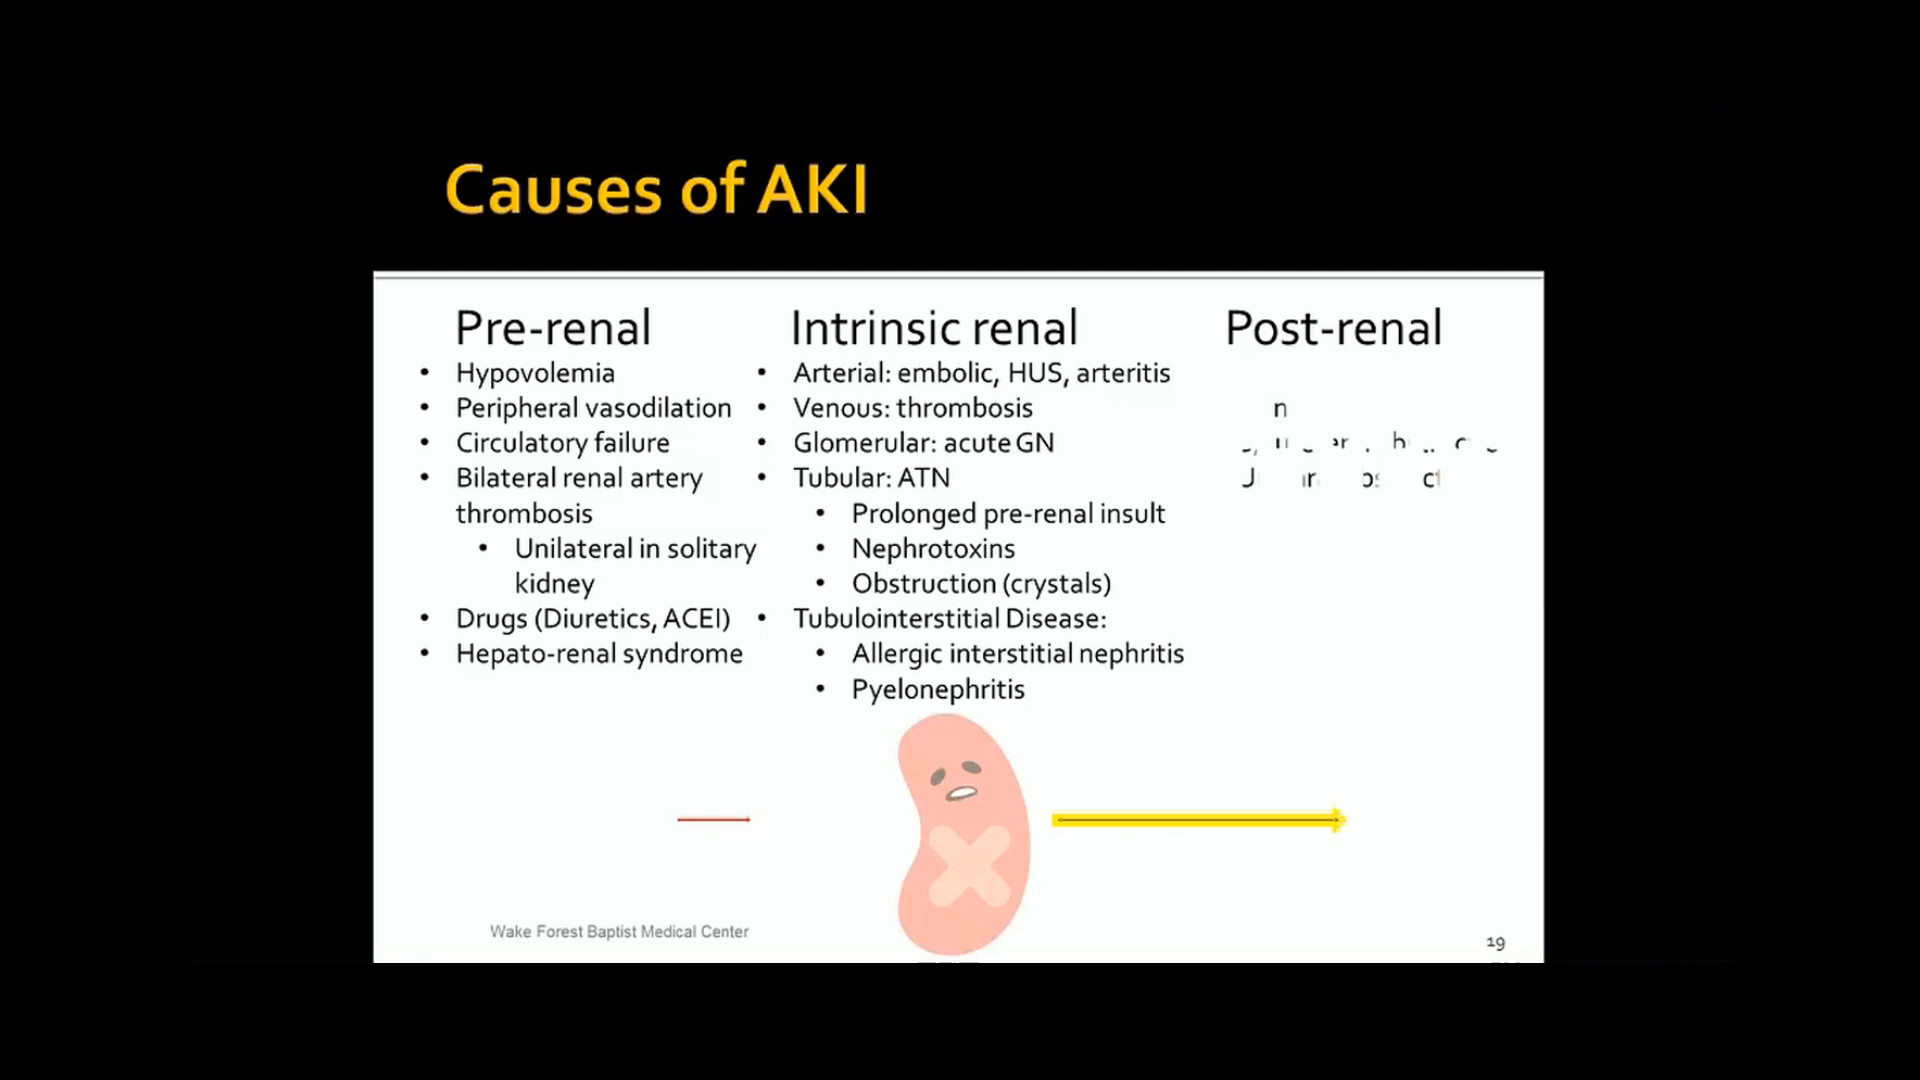 Causes of AKI
Pre-renal
• Hypovolemia
• Peripheral vasodilation
• Circulatory failure
• Bilateral renal artery
thrombosis
• Unilateral in solitary
kidney
• Drugs (Diuretics, ACEI)
• Hepato-renal syndrome
Intrinsic renal
• Arterial: embolic, HUS, arteritis
• Venous: thrombosis
• Glomerular: acute GN
• Tubular: ATN
• Prolonged pre-renal insult
• Nephrotoxins
• Obstruction (crystals)
• Tubulointerstitial Disease:
• Allergic interstitial nephritis
• Pyelonephritis
Post-renal
Wake Forest Baptist Medical Center
19